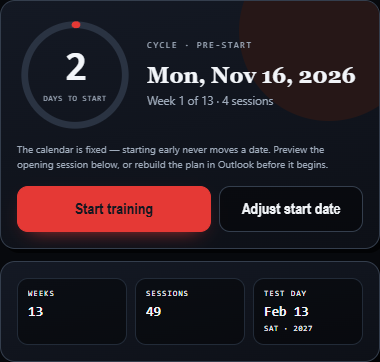 2
DAYS TO START
CYCLE · PRE-START
Mon, Nov 16, 2026
Week 1 of 13 · 4 sessions
The calendar is fixed — starting early never moves a date. Preview the
opening session below, or rebuild the plan in Outlook before it begins.
Start training
Adjust start date
WEEKS
13
SESSIONS
49
TEST DAY
Feb 13
SAT · 2027